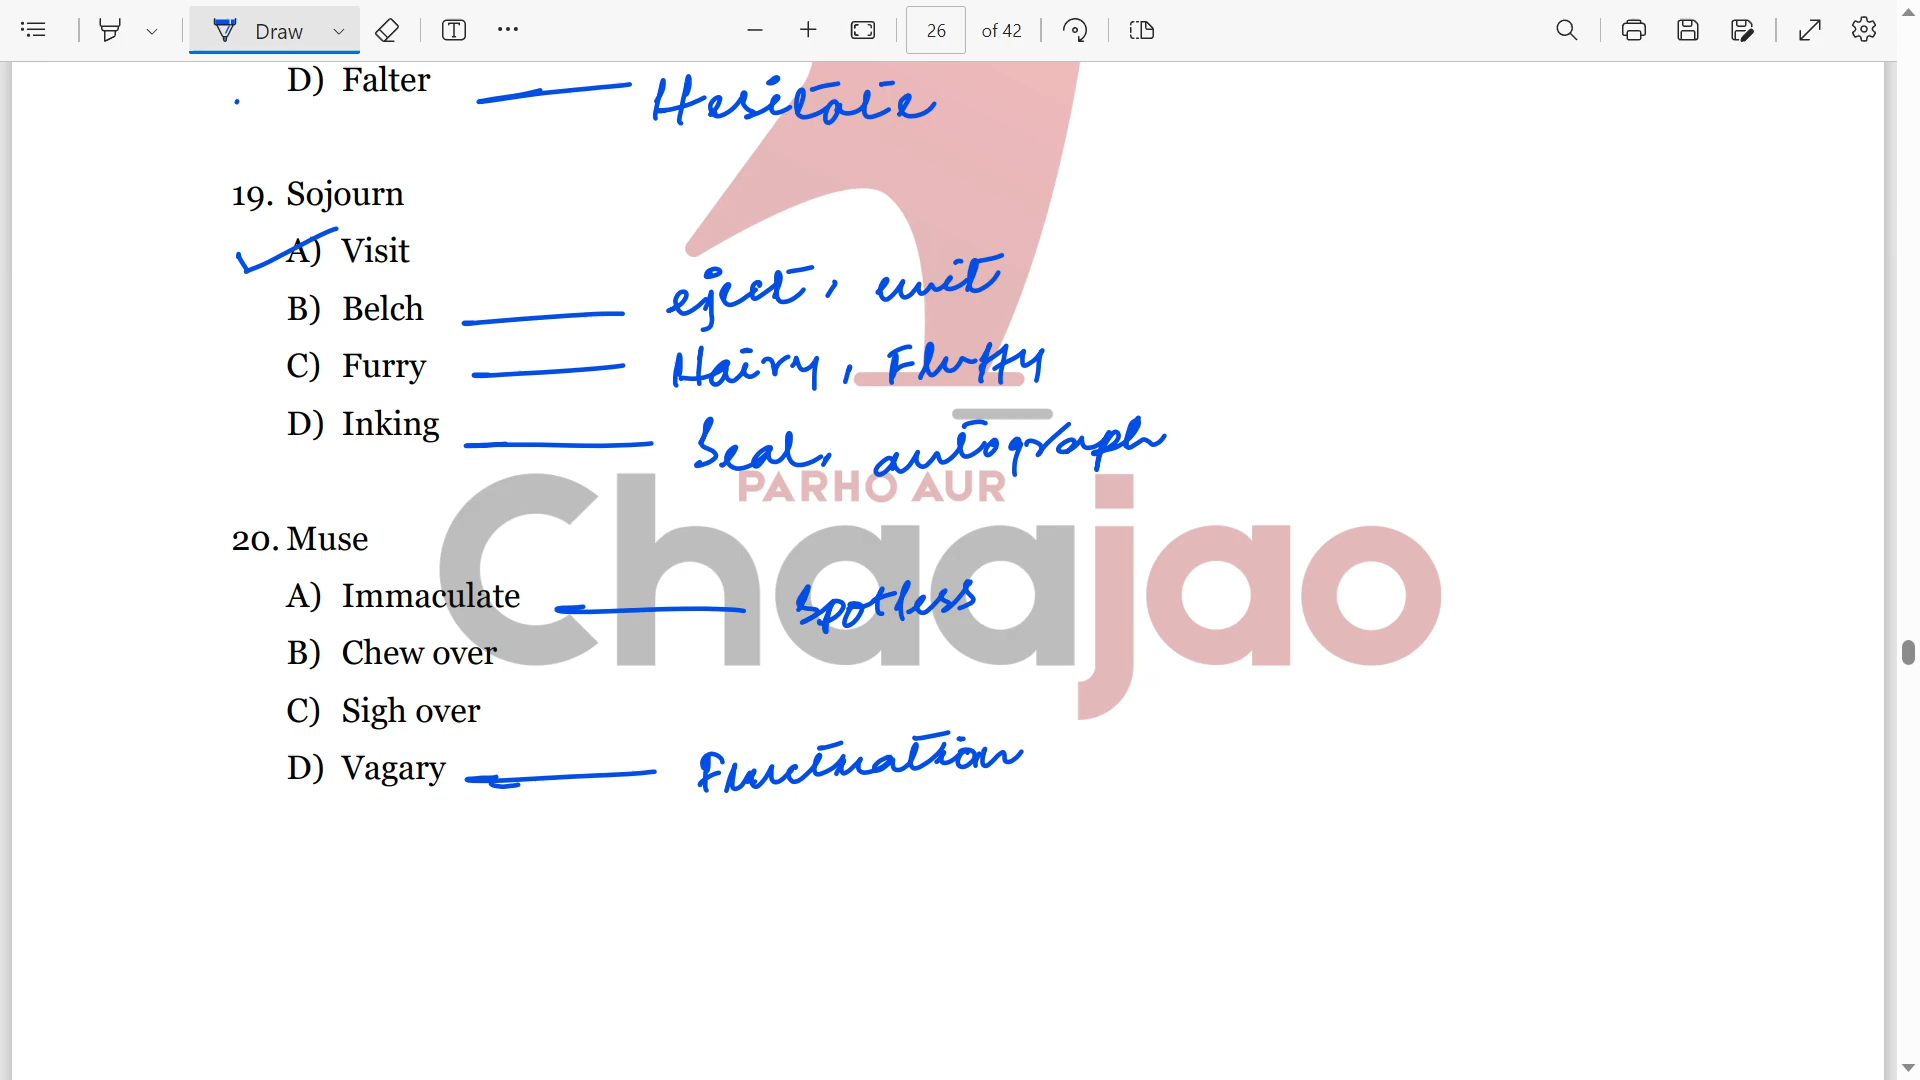 Draw
26 of 42
D) Falter Hesitate
19. Sojourn
A) Visit
B) Belch eject, emit
C) Furry Hairy, Fluffy
D) Inking Seal, autograph
PARHO AUR
Chaajao
20. Muse
A) Immaculate Spotless
B) Chew over
C) Sigh over
D) Vagary Fluctuation